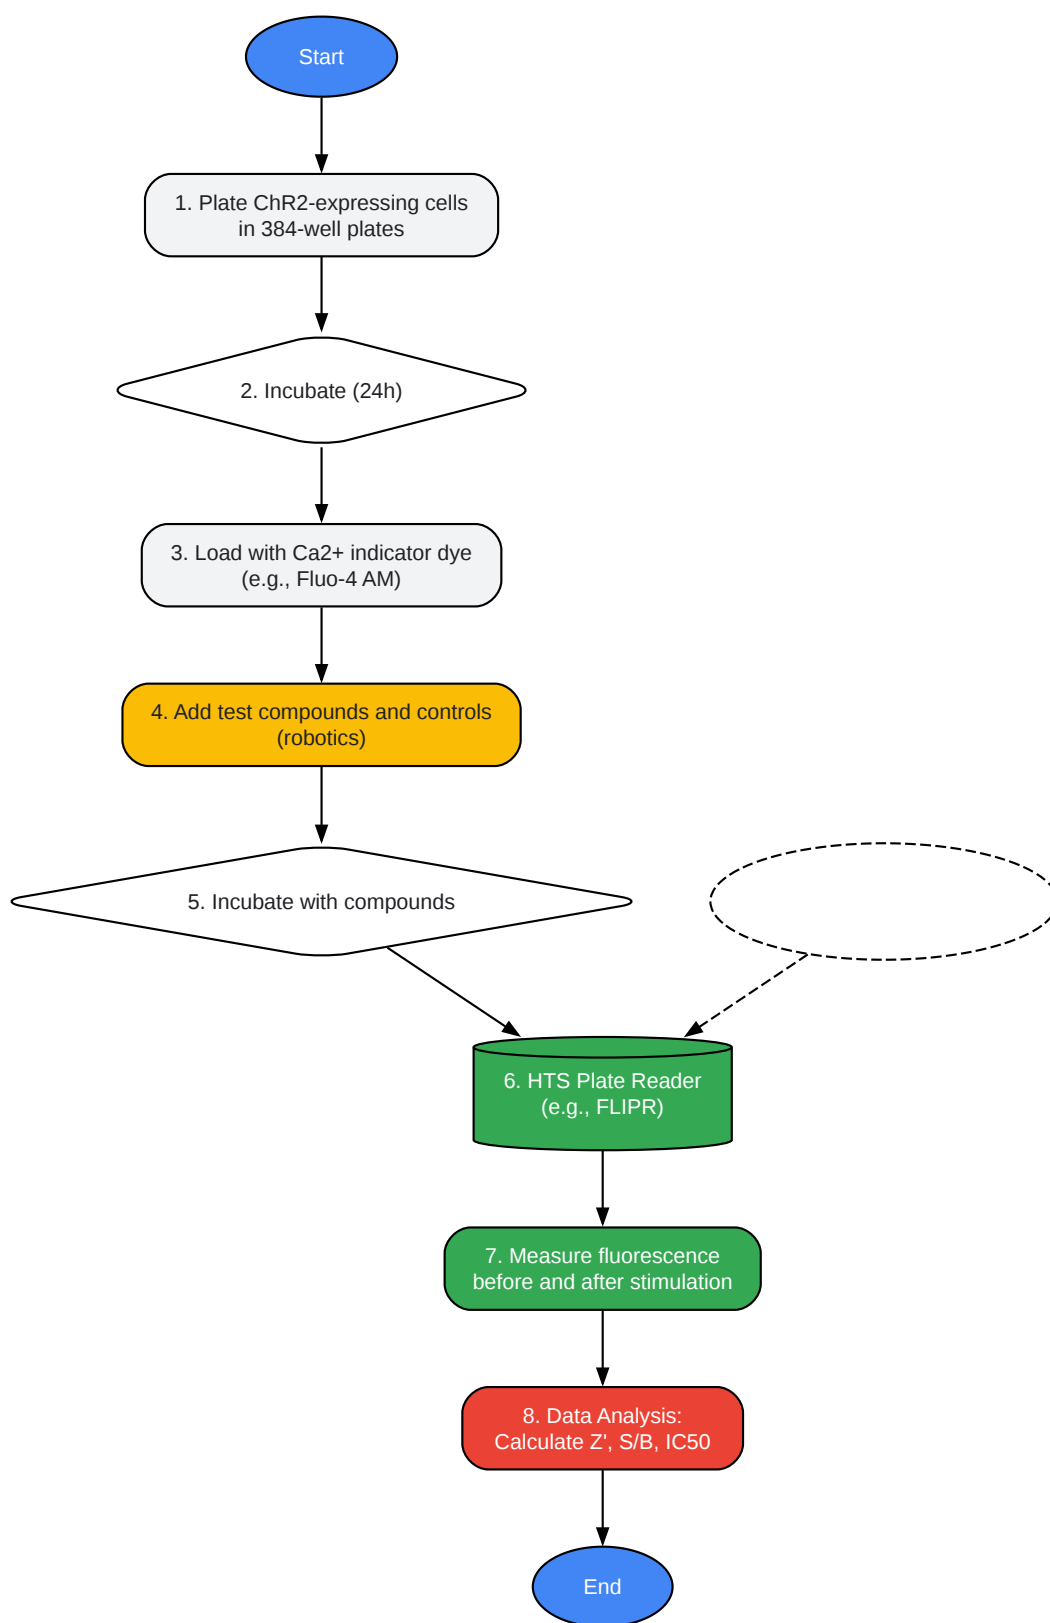 Start
1. Plate ChR2-expressing cells
in 384-well plates
2. Incubate (24h)
3. Load with Ca2+ indicator dye
(e.g., Fluo-4 AM)
4. Add test compounds and controls
(robotics)
5. Incubate with compounds
6. HTS Plate Reader
(e.g., FLIPR)
7. Measure fluorescence
before and after stimulation
8. Data Analysis:
Calculate Z', S/B, IC50
End